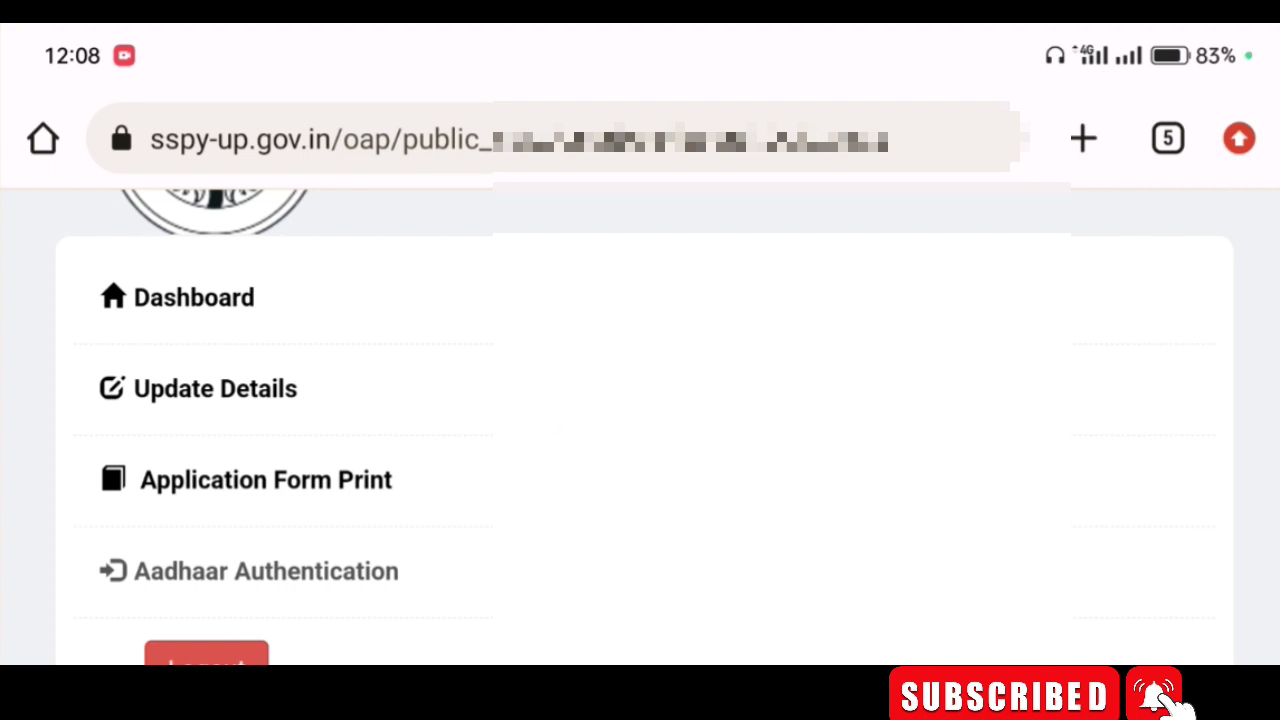 12:08
4G
83%
sspy-up.gov.in/oap/public_
5
Dashboard
Update Details
Application Form Print
Aadhaar Authentication
SUBSCRIBED